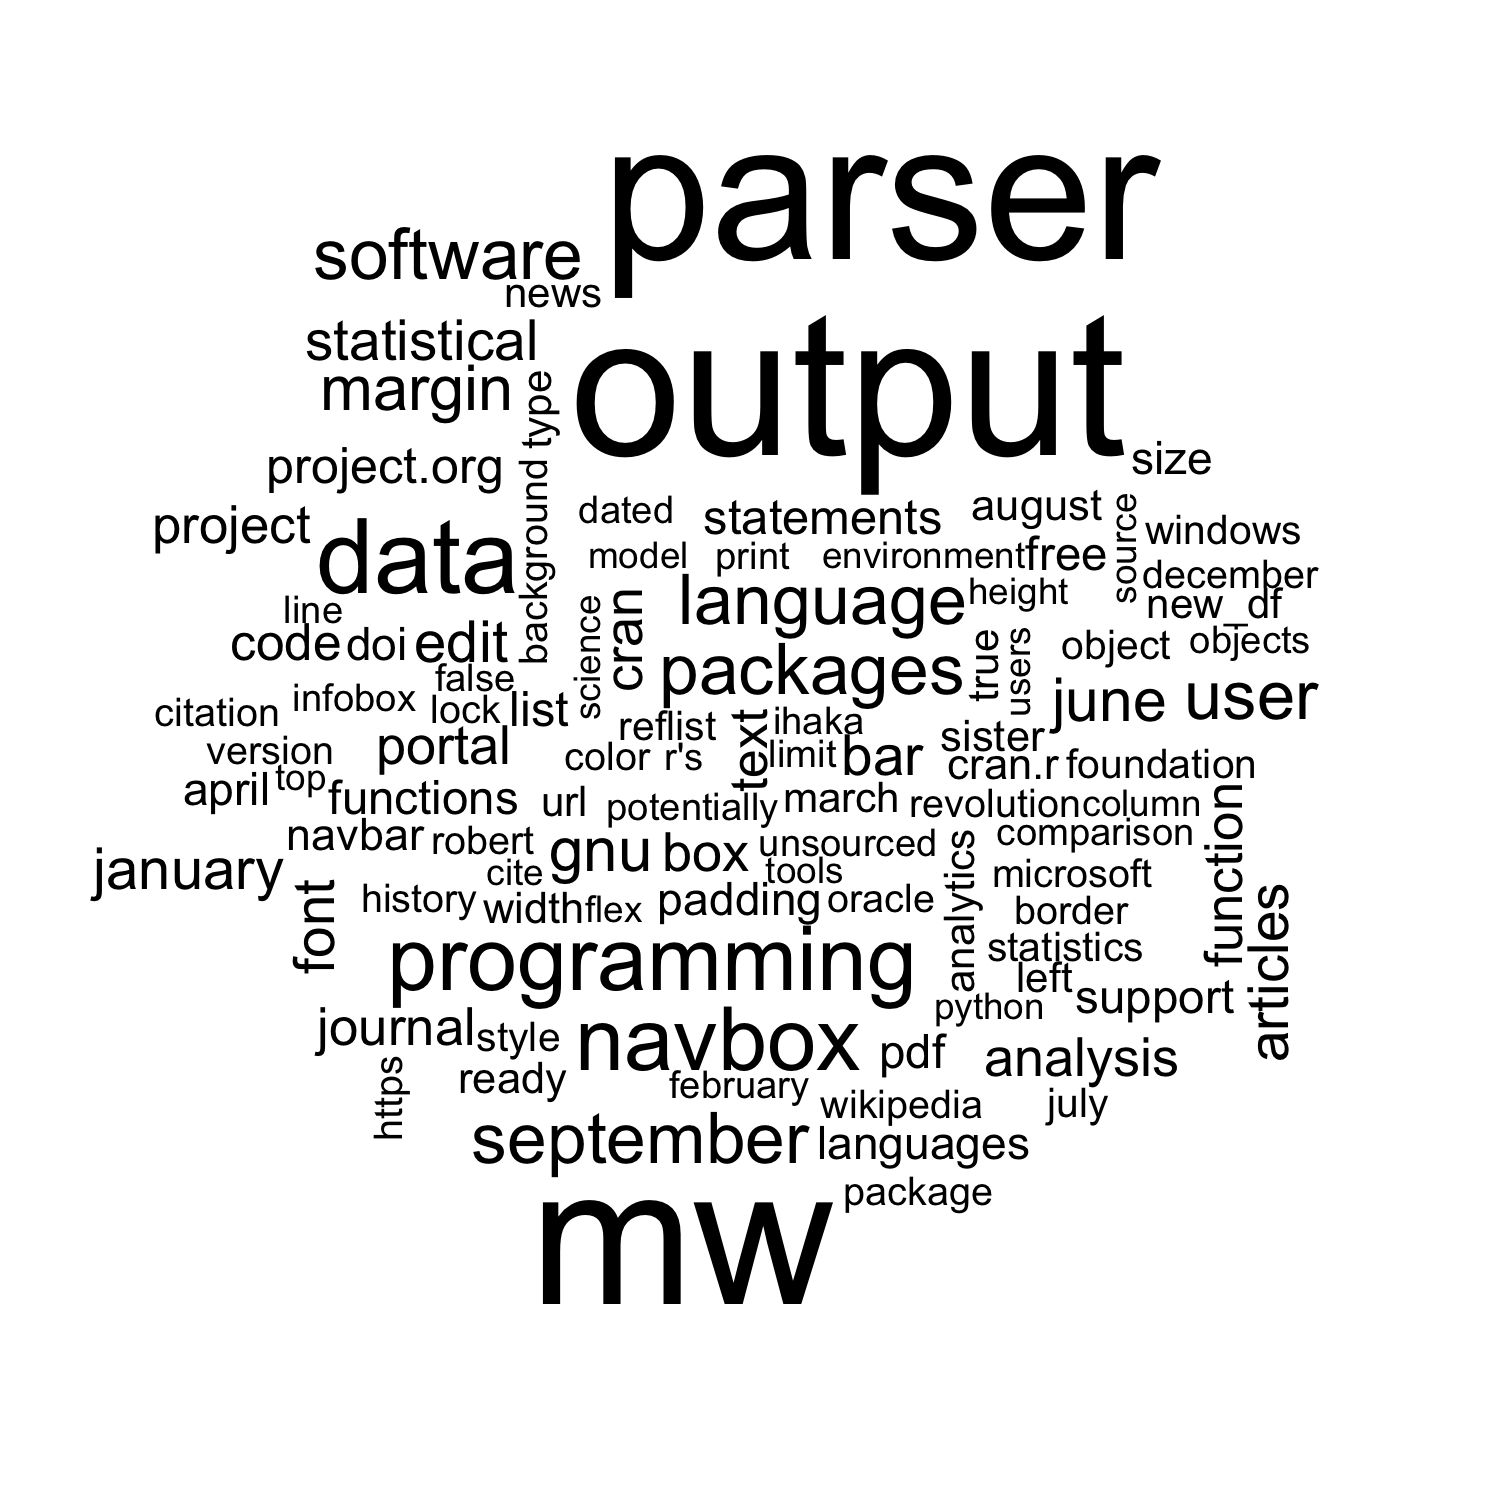 parser
software
news
output
statistical
margin
type
project.org
size
background
dated
statements
august
source
project
data
windows
model
print
environment
free
december
line
language
height
new_df
code
doi
edit
science
cran
object
objects
packages
true
users
false
citation
infobox
lock
list
june
user
reflist
text
ihaka
version
portal
color
r's
limit
bar
sister
cran.r
foundation
april
top
functions
url
potentially
march
revolution
column
function
navbar
robert
gnu
box
unsourced
comparison
january
cite
tools
analytics
microsoft
font
history
width
flex
padding
oracle
border
articles
programming
statistics
left
python
support
journal
style
navbox
pdf
analysis
https
ready
february
wikipedia
july
september
languages
mw
package